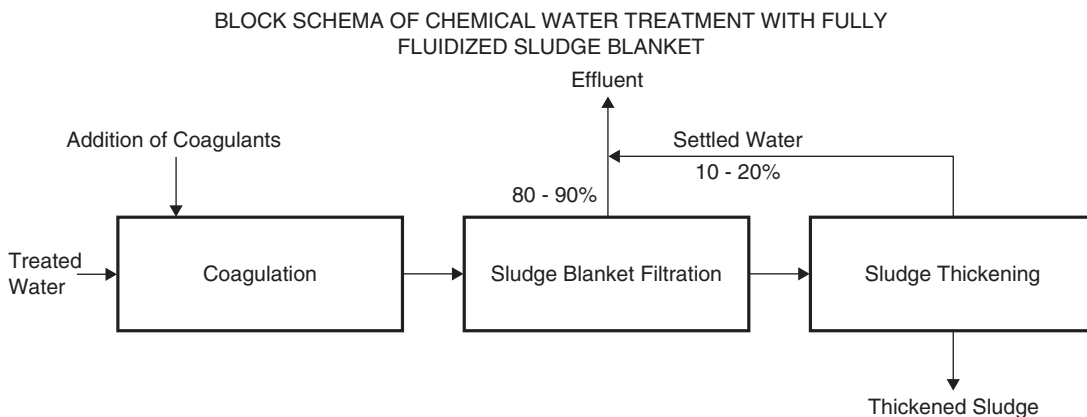 BLOCK SCHEMA OF CHEMICAL WATER TREATMENT WITH FULLY
FLUIDIZED SLUDGE BLANKET
Effluent
Addition of Coagulants
Settled Water
10 - 20%
80 - 90%
Treated
Water
Coagulation
Sludge Blanket Filtration
Sludge Thickening
Thickened Sludge